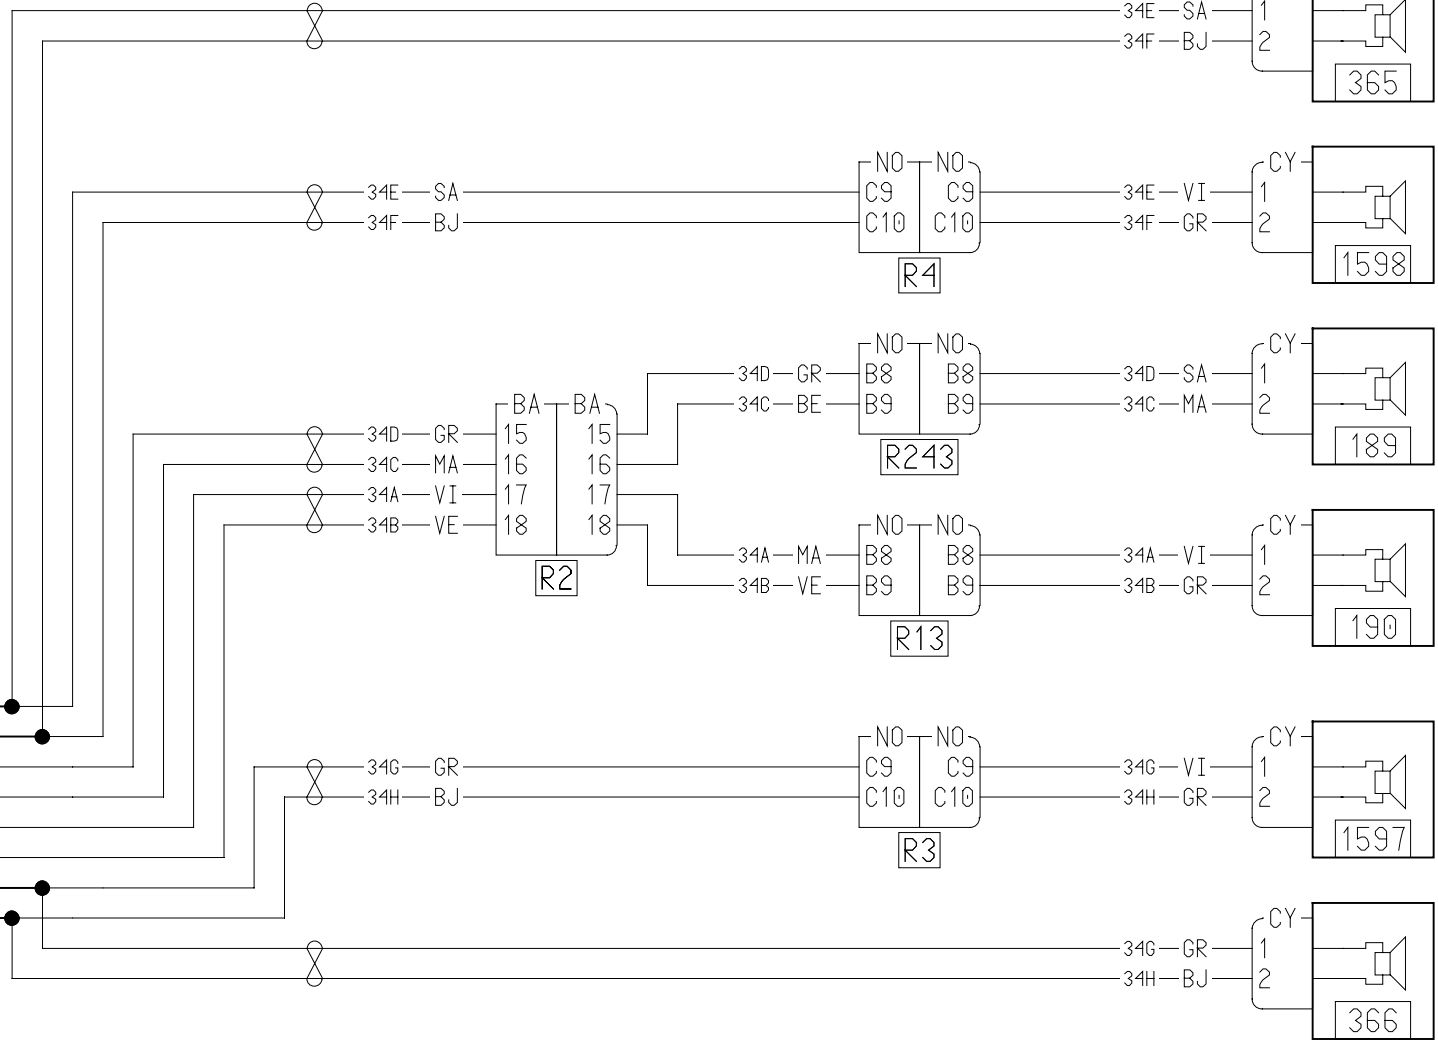 34E SA 1
34F BJ 2
365
NO NO CY
34E SA C9 C9 34E VI 1
34F BJ C10 C10 34F GR 2
R4 1598
NO NO CY
34D GR B8 B8 34D SA 1
34C BE B9 B9 34C MA 2
R243 189
BA BA
34D GR 15 15
34C MA 16 16
34A VI 17 17
34B VE 18 18
R2
NO NO CY
34A MA B8 B8 34A VI 1
34B VE B9 B9 34B GR 2
R13 190
NO NO CY
34G GR C9 C9 34G VI 1
34H BJ C10 C10 34H GR 2
R3 1597
CY
34G GR 1
34H BJ 2
366